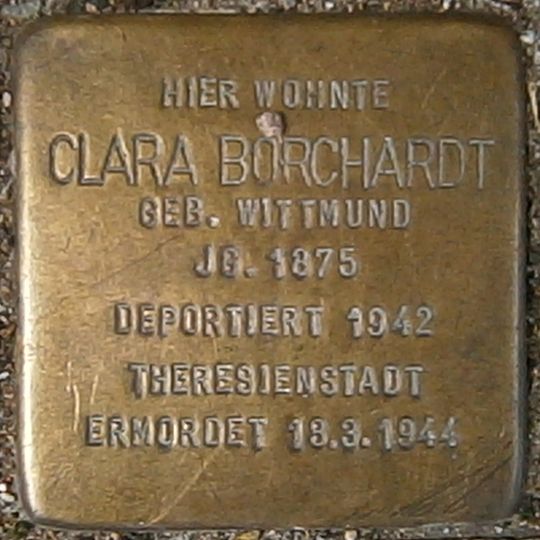 HIER WOHNTE
CLARA BORCHARDT
GEB. WITTMUND
JG. 1875
DEPORTIERT 1942
THERESIENSTADT
ERMORDET 18.3.1944